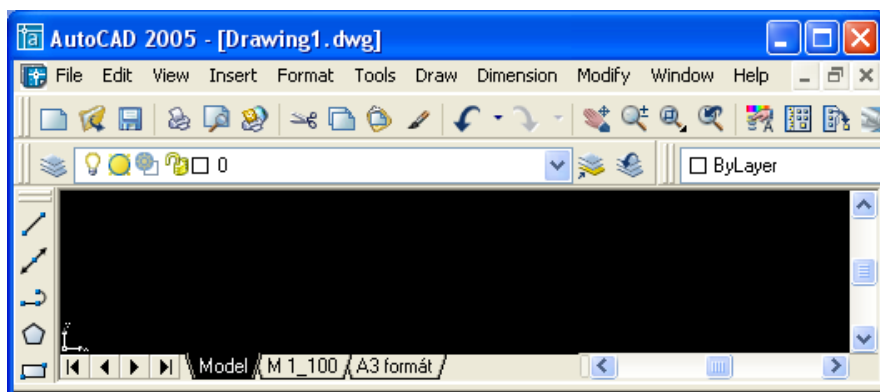 AutoCAD 2005 - [Drawing1.dwg]
File Edit View Insert Format Tools Draw Dimension Modify Window Help
0 ByLayer
Model M 1_100 A3 formát